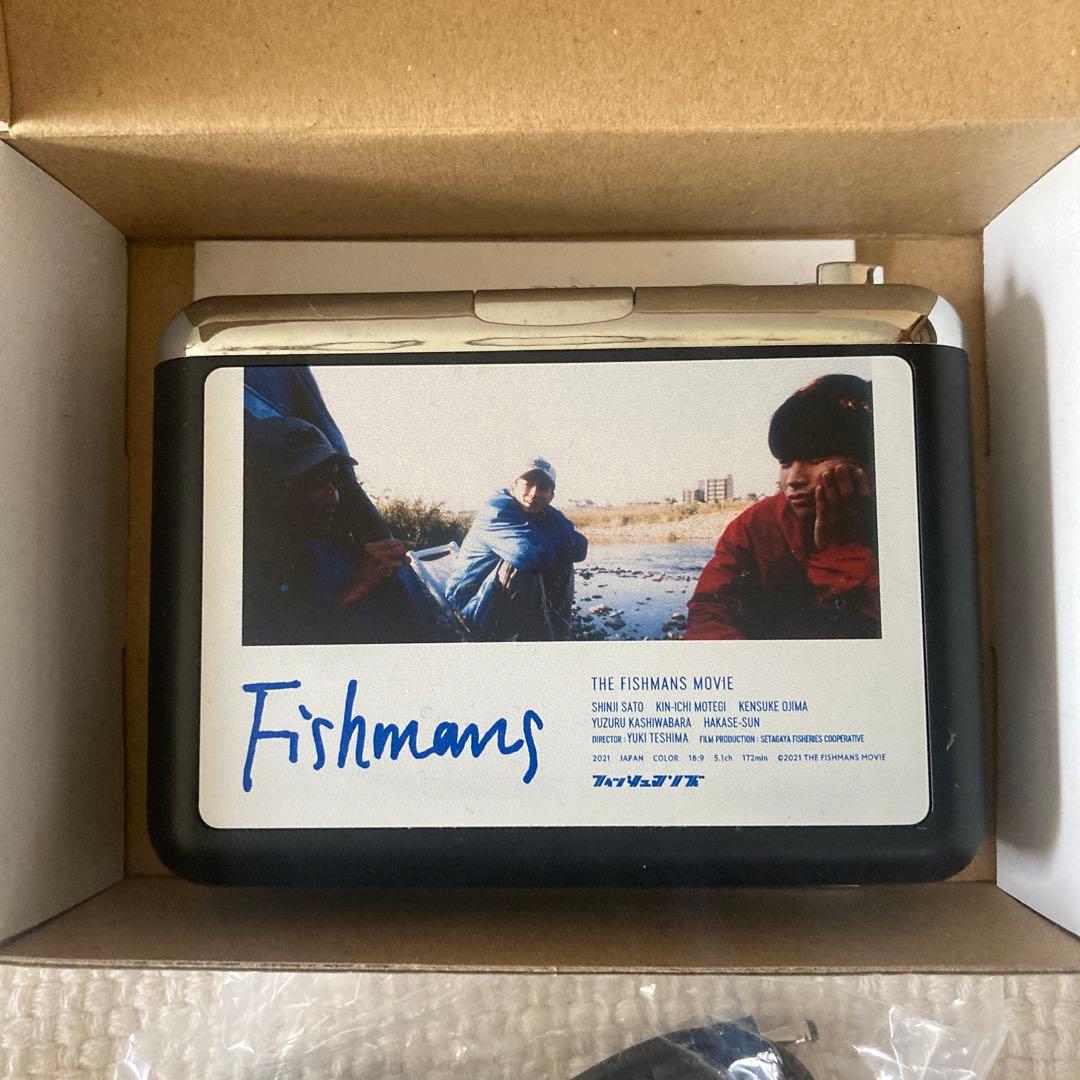 Fishmans
THE FISHMANS MOVIE
SHINJI SATO KIN-ICHI MOTEGI KENSUKE OJIMA
YUZURU KASHIWABARA HAKASE-SUN
DIRECTOR : YUKI TESHIMA FILM PRODUCTION : SETAGAYA FISHERIES COOPERATIVE
2021 JAPAN COLOR 16:9 5.1ch 172min ©2021 THE FISHMANS MOVIE
フィッシュマンズ